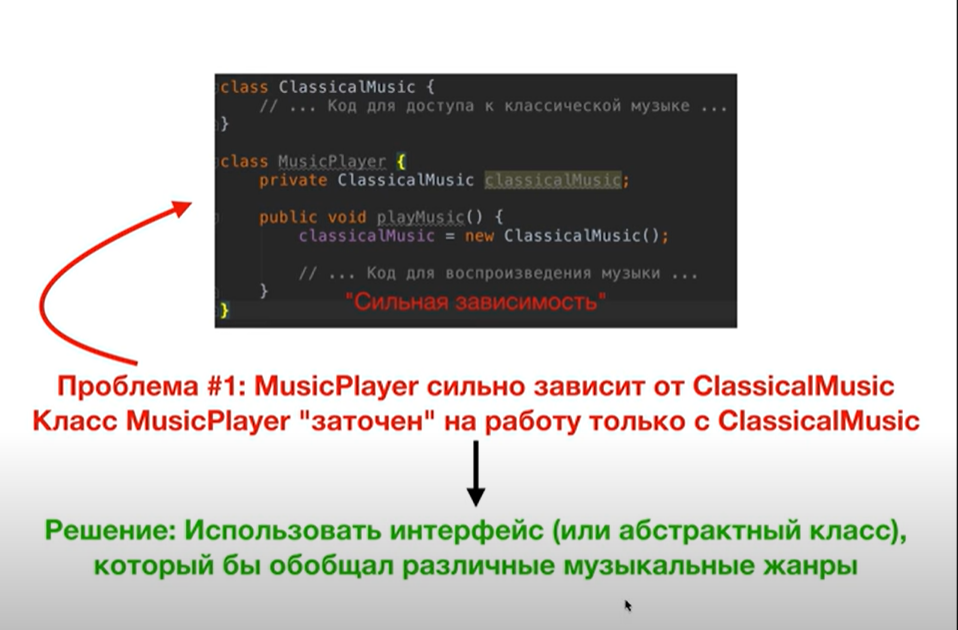 class ClassicalMusic {
// ... Код для доступа к классической музыке ...
}
class MusicPlayer {
private ClassicalMusic classicalMusic;
public void playMusic() {
classicalMusic = new ClassicalMusic();
// ... Код для воспроизведения музыки ...
}
"Сильная зависимость"
}
Проблема #1: MusicPlayer сильно зависит от ClassicalMusic
Класс MusicPlayer "заточен" на работу только с ClassicalMusic
Решение: Использовать интерфейс (или абстрактный класс),
который бы обобщал различные музыкальные жанры